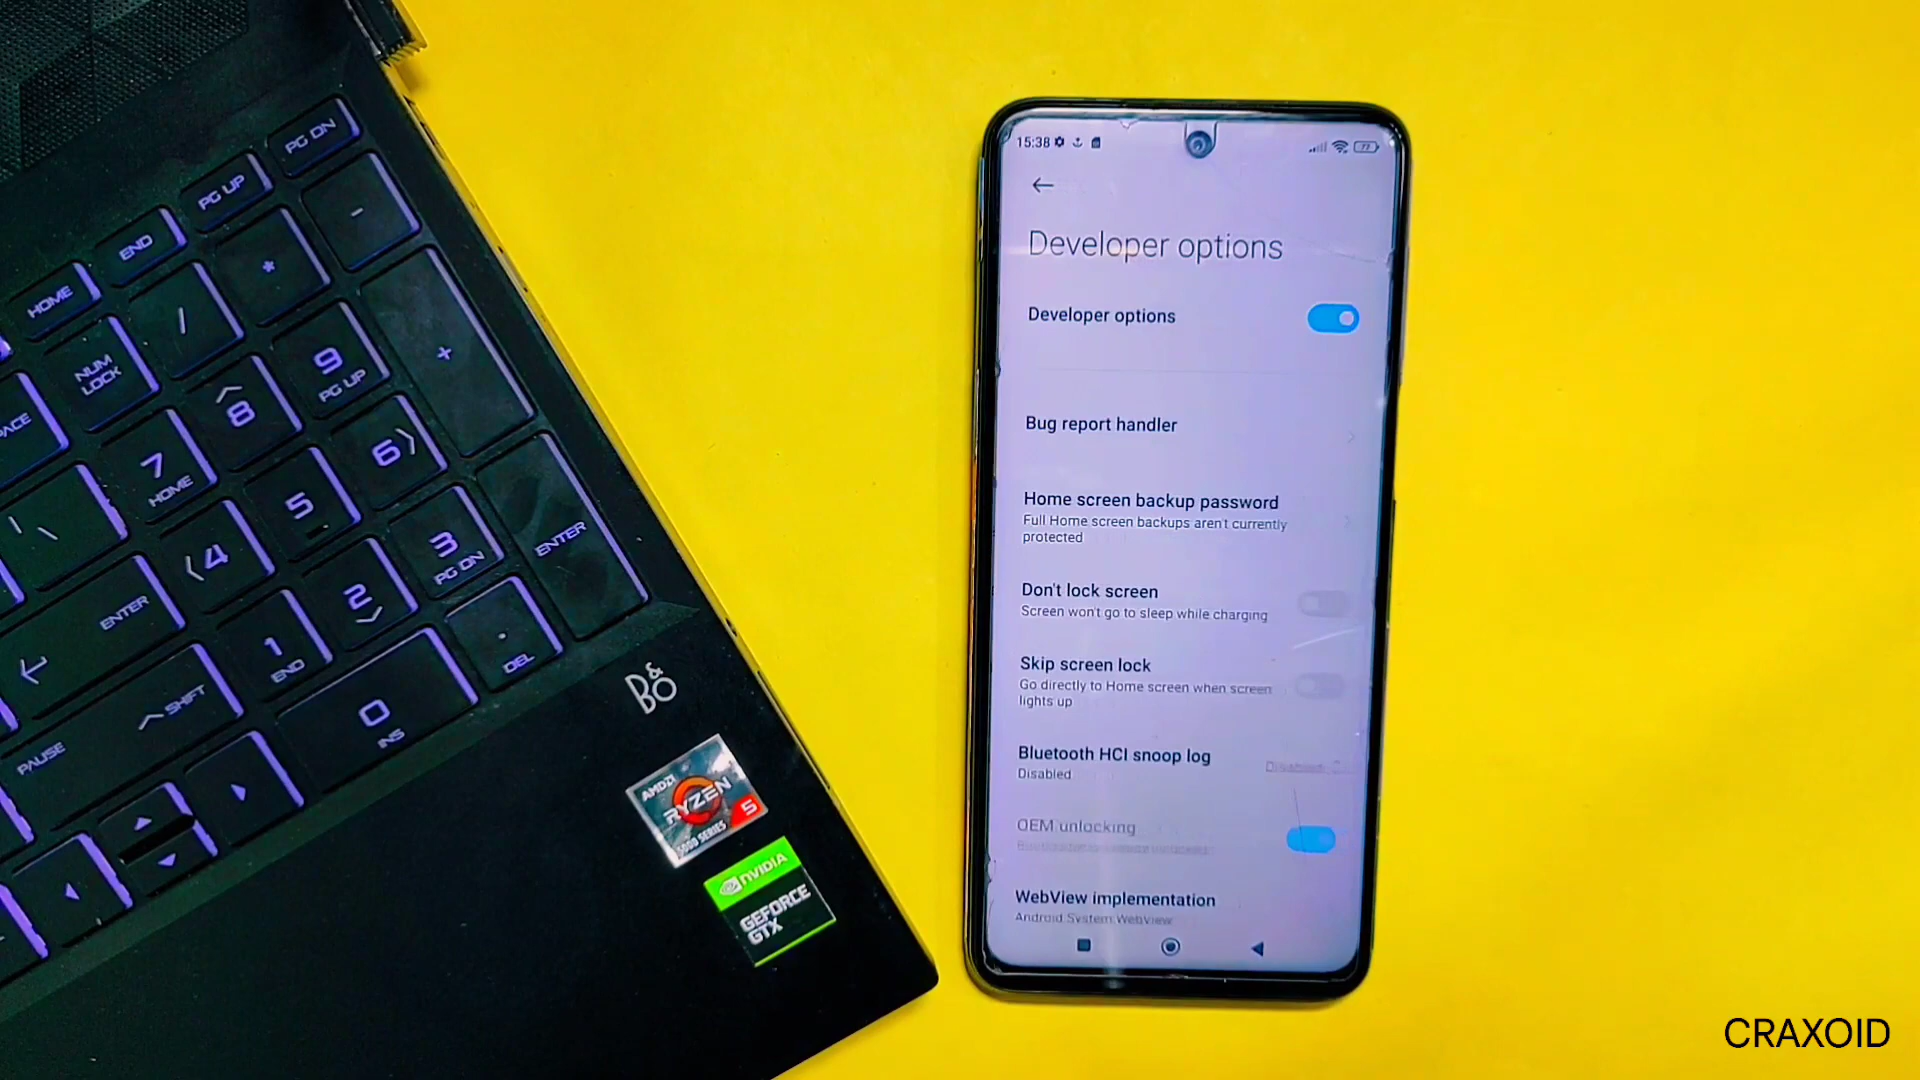 PG DN
PG UP
-
END
*
HOME
/
NUM
LOCK
+
9
PG UP
8
7
HOME
6
5
4
3
PG DN
ENTER
\
ENTER
2
1
END
.
DEL
SHIFT
0
INS
PAUSE
B&O
AMD
RYZEN
5
5000 SERIES
NVIDIA
GEFORCE
GTX
15:38
77
Developer options
Developer options
Bug report handler
Home screen backup password
Full Home screen backups aren't currently
protected
Don't lock screen
Screen won't go to sleep while charging
Skip screen lock
Go directly to Home screen when screen
lights up
Bluetooth HCI snoop log
Disabled
Disabled
OEM unlocking
WebView implementation
Android System WebView
CRAXOID